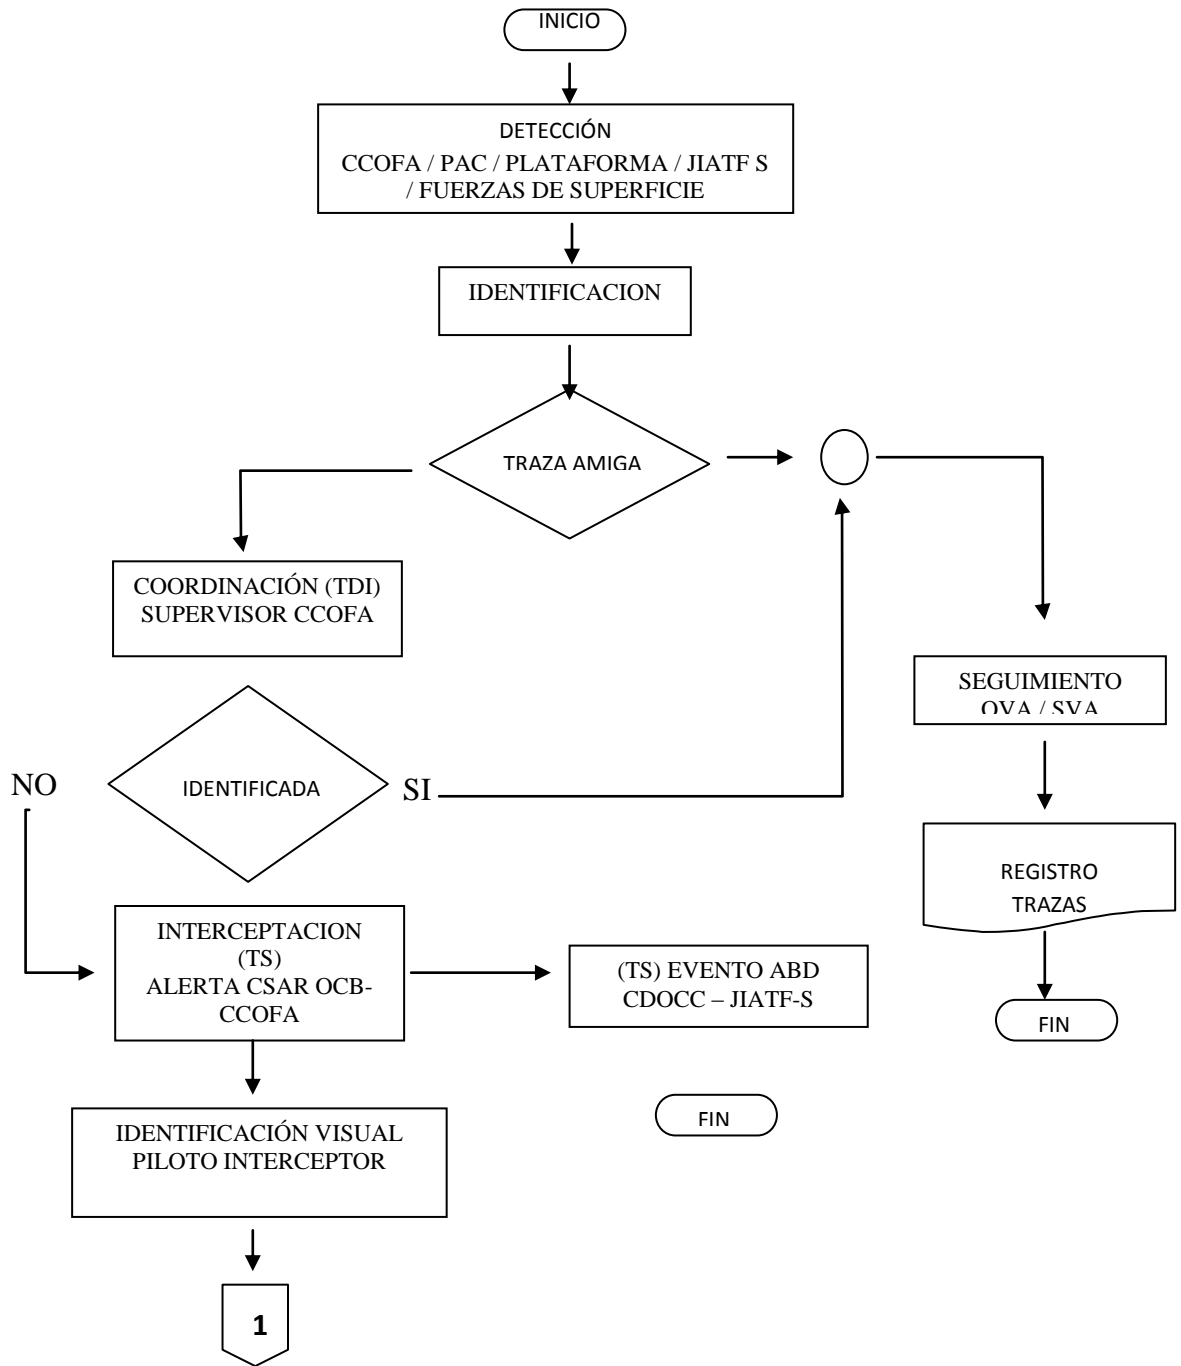 INICIO
DETECCIÓN
CCOFA / PAC / PLATAFORMA / JIATF S
/ FUERZAS DE SUPERFICIE
IDENTIFICACION
TRAZA AMIGA
COORDINACIÓN (TDI)
SUPERVISOR CCOFA
SEGUIMIENTO
OVA / SVA
NO
IDENTIFICADA
SI
REGISTRO
TRAZAS
INTERCEPTACION
(TS)
ALERTA CSAR OCB-
CCOFA
(TS) EVENTO ABD
CDOCC – JIATF-S
FIN
FIN
IDENTIFICACIÓN VISUAL
PILOTO INTERCEPTOR
1